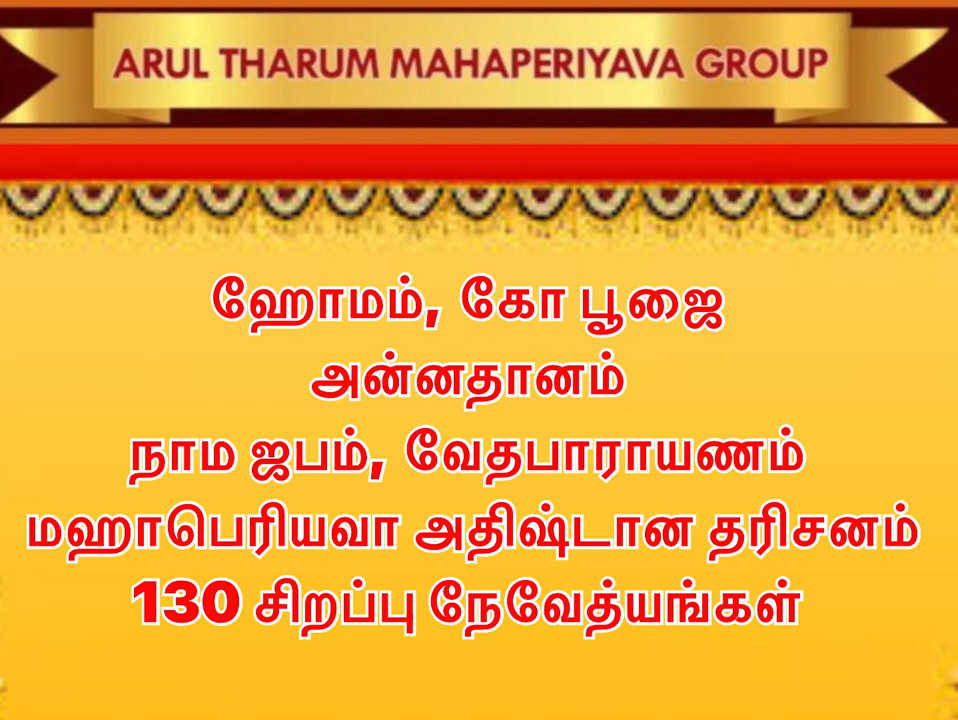 ARUL THARUM MAHAPERIYAVA GROUP
ஹோமம், கோ பூஜை
அன்னதானம்
நாம ஜபம், வேதபாராயணம்
மஹாபெரியவா அதிஷ்டான தரிசனம்
130 சிறப்பு நேவேத்யங்கள்